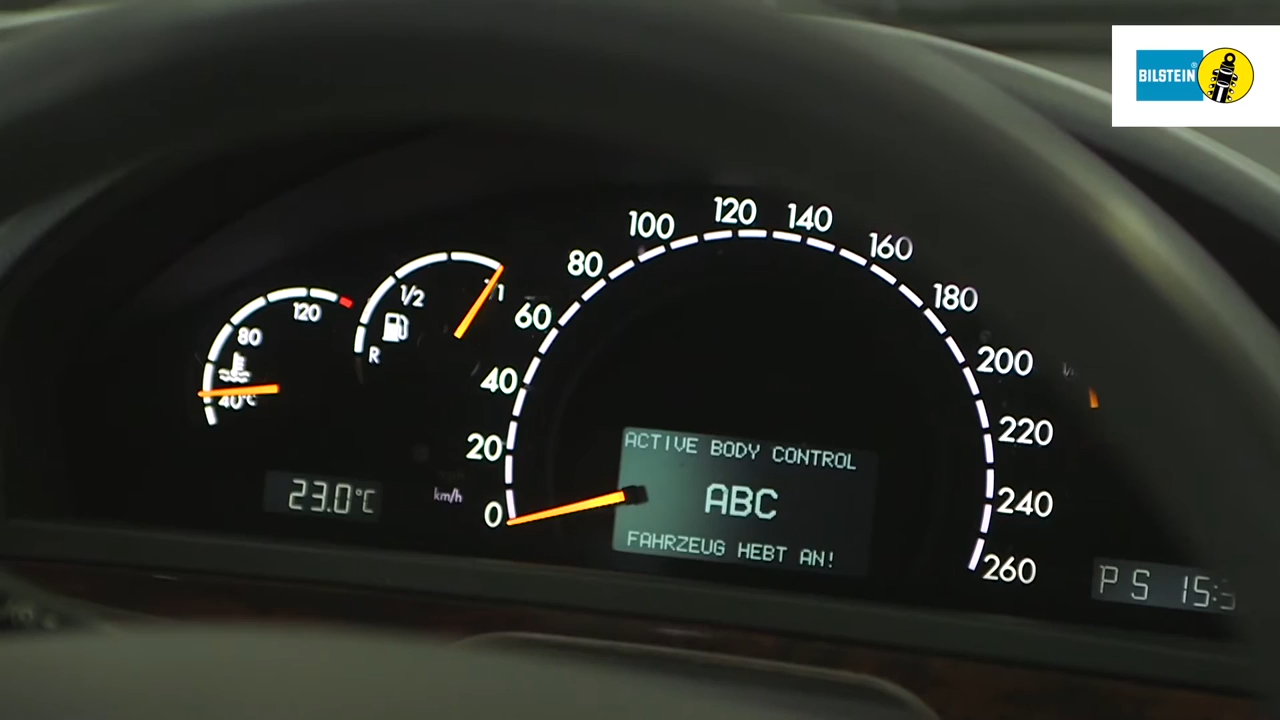 BILSTEIN®
120
80
40°C
1/2
1
R
23.0°C
km/h
0
20
40
60
80
100
120
140
160
180
200
220
240
260
ACTIVE BODY CONTROL
ABC
FAHRZEUG HEBT AN!
P S 15: